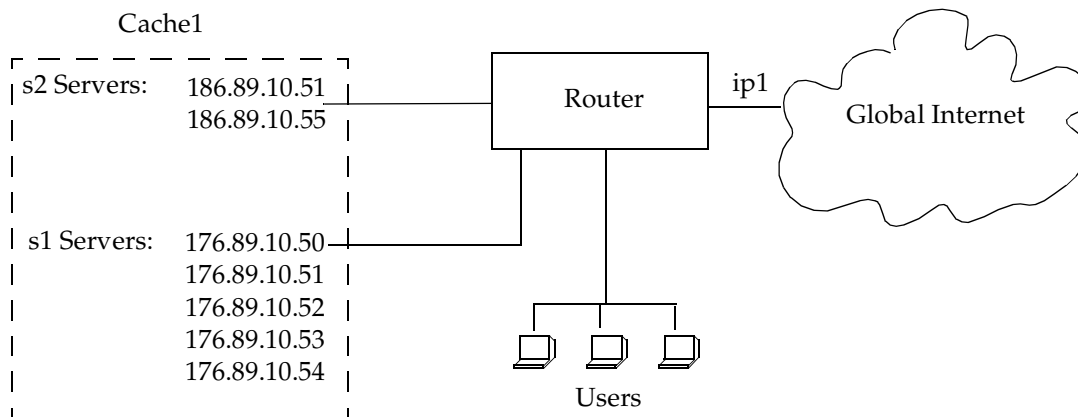 Cache1
s2 Servers: 186.89.10.51
186.89.10.55
s1 Servers: 176.89.10.50
176.89.10.51
176.89.10.52
176.89.10.53
176.89.10.54
Router
ip1
Global Internet
Users